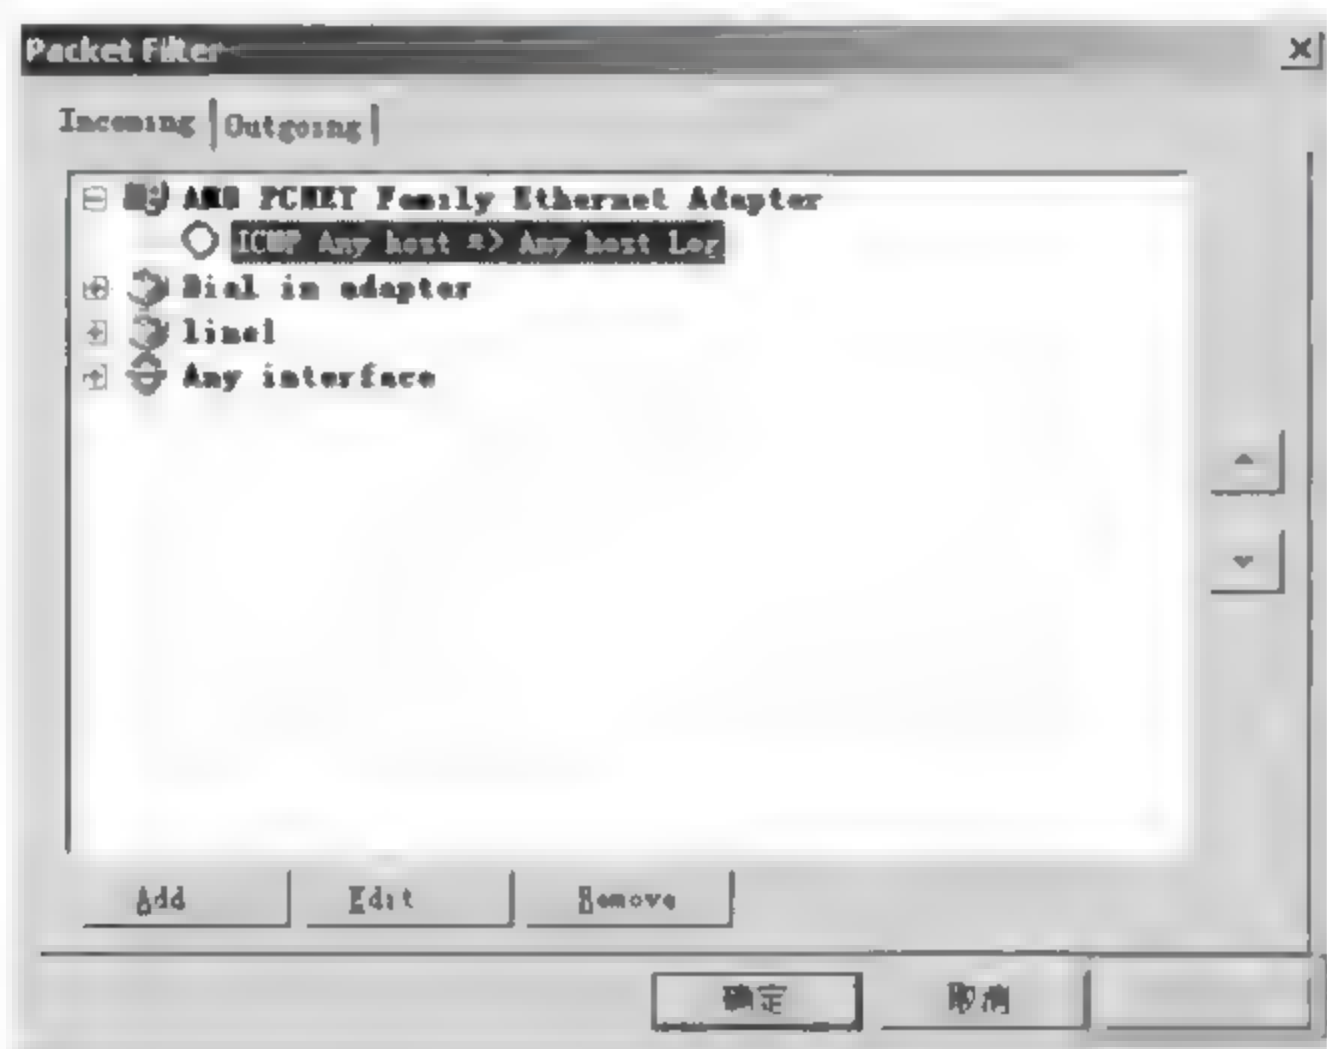 Packet Filter
Incoming Outgoing
AMD PCNET Family Ethernet Adapter
ICMP Any host => Any host Log
Dial in adapter
line1
Any interface
Add Edit Remove
确定 取消